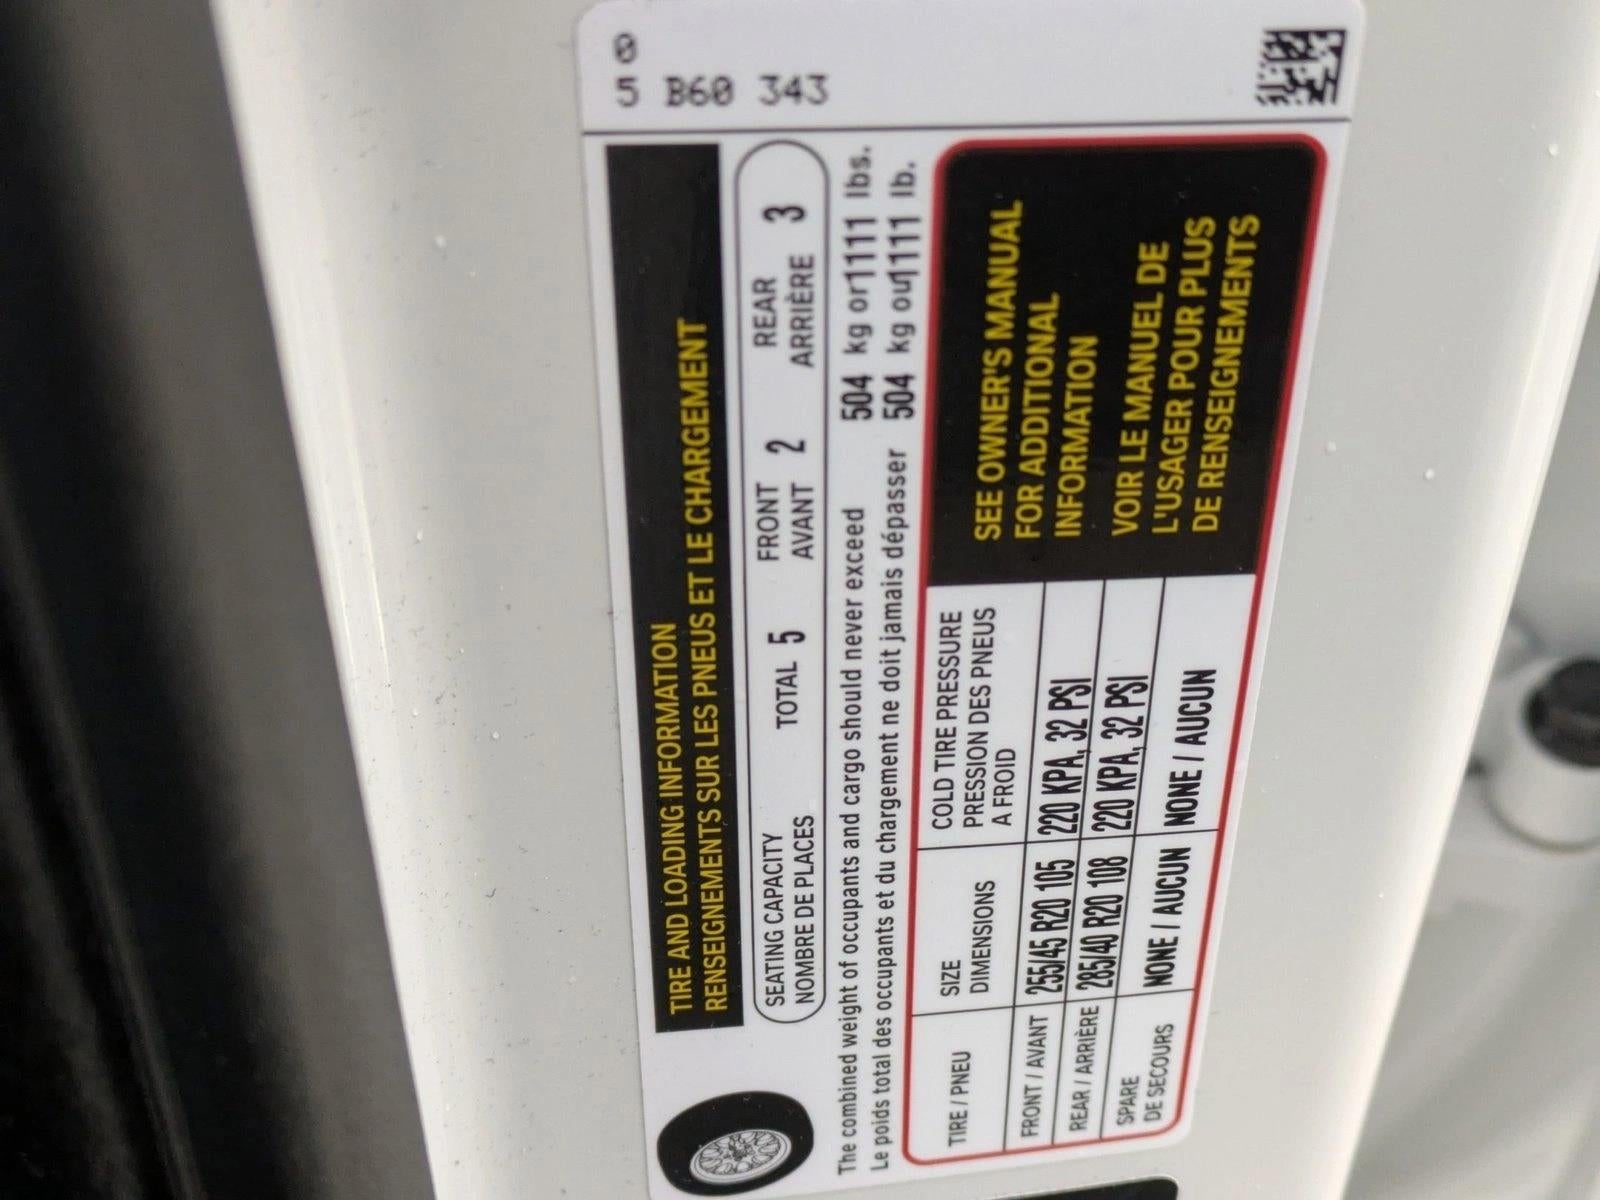 0
5 B60 343
TIRE AND LOADING INFORMATION
RENSEIGNEMENTS SUR LES PNEUS ET LE CHARGEMENT
SEATING CAPACITY
NOMBRE DE PLACES
TOTAL 5
FRONT
AVANT 2
REAR
ARRIÈRE 3
The combined weight of occupants and cargo should never exceed 504 kg or 1111 lbs.
Le poids total des occupants et du chargement ne doit jamais dépasser 504 kg ou 1111 lb.
TIRE / PNEU
SIZE
DIMENSIONS
COLD TIRE PRESSURE
PRESSION DES PNEUS
A FROID
FRONT / AVANT 255/45 R20 105 220 KPA, 32 PSI
REAR / ARRIÈRE 285/40 R20 108 220 KPA, 32 PSI
SPARE
DE SECOURS
NONE / AUCUN NONE / AUCUN
SEE OWNER'S MANUAL
FOR ADDITIONAL
INFORMATION
VOIR LE MANUEL DE
L'USAGER POUR PLUS
DE RENSEIGNEMENTS